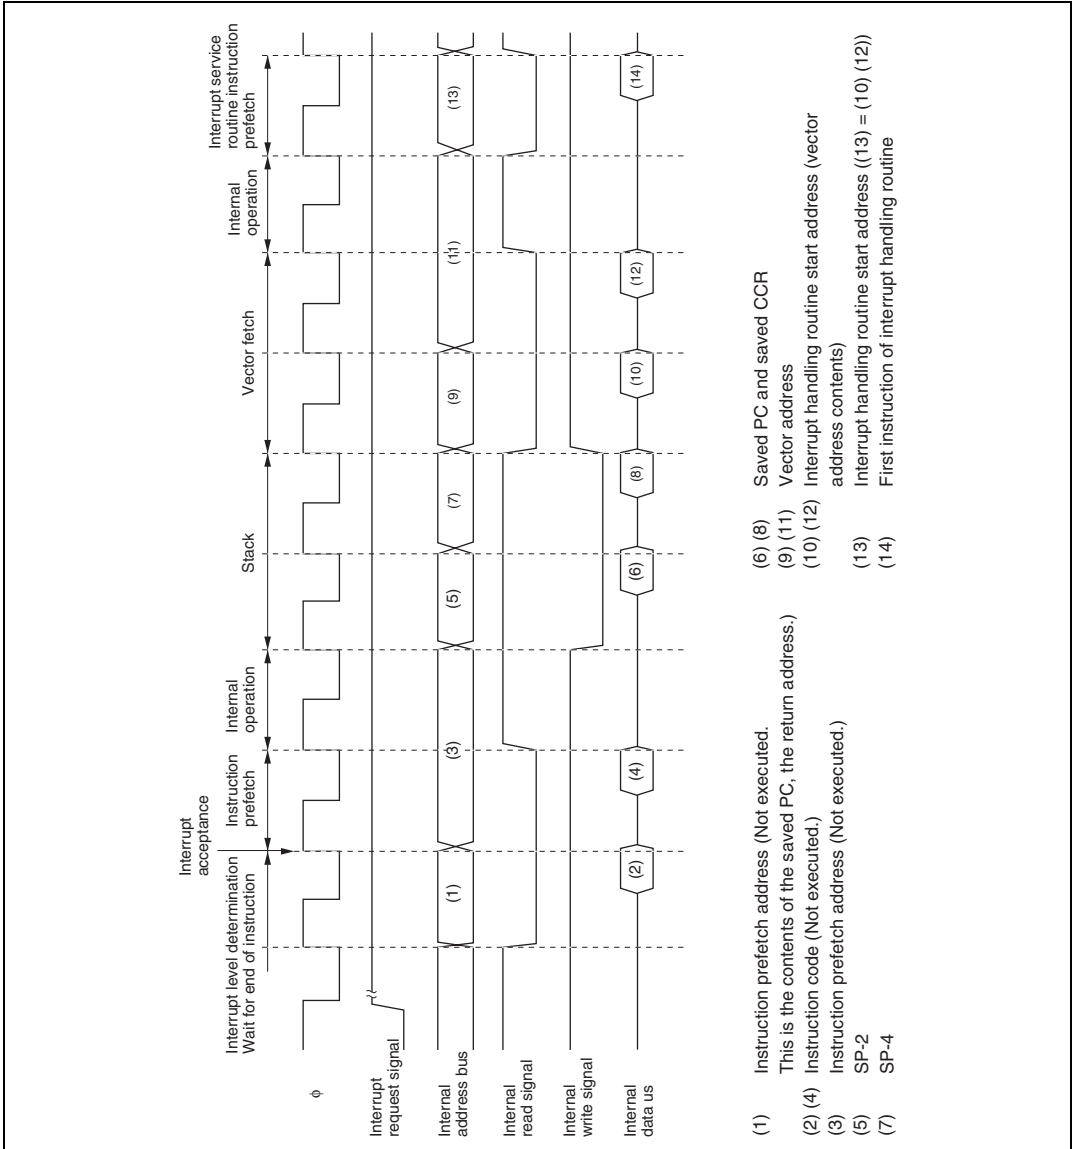 Interrupt level determination
Wait for end of instruction
Interrupt
acceptance
Instruction
prefetch
Internal
operation
Stack
Vector fetch
Internal
operation
Interrupt service
routine instruction
prefetch
φ
Interrupt
request signal
Internal
address bus
(1)
(3)
(5)
(7)
(9)
(11)
(13)
Internal
read signal
Internal
write signal
Internal
data us
(2)
(4)
(6)
(8)
(10)
(12)
(14)
(1) Instruction prefetch address (Not executed.
This is the contents of the saved PC, the return address.)
(2) (4) Instruction code (Not executed.)
(3) Instruction prefetch address (Not executed.)
(5) SP-2
(7) SP-4
(6) (8) Saved PC and saved CCR
(9) (11) Vector address
(10) (12) Interrupt handling routine start address (vector
address contents)
(13) Interrupt handling routine start address ((13) = (10) (12))
(14) First instruction of interrupt handling routine